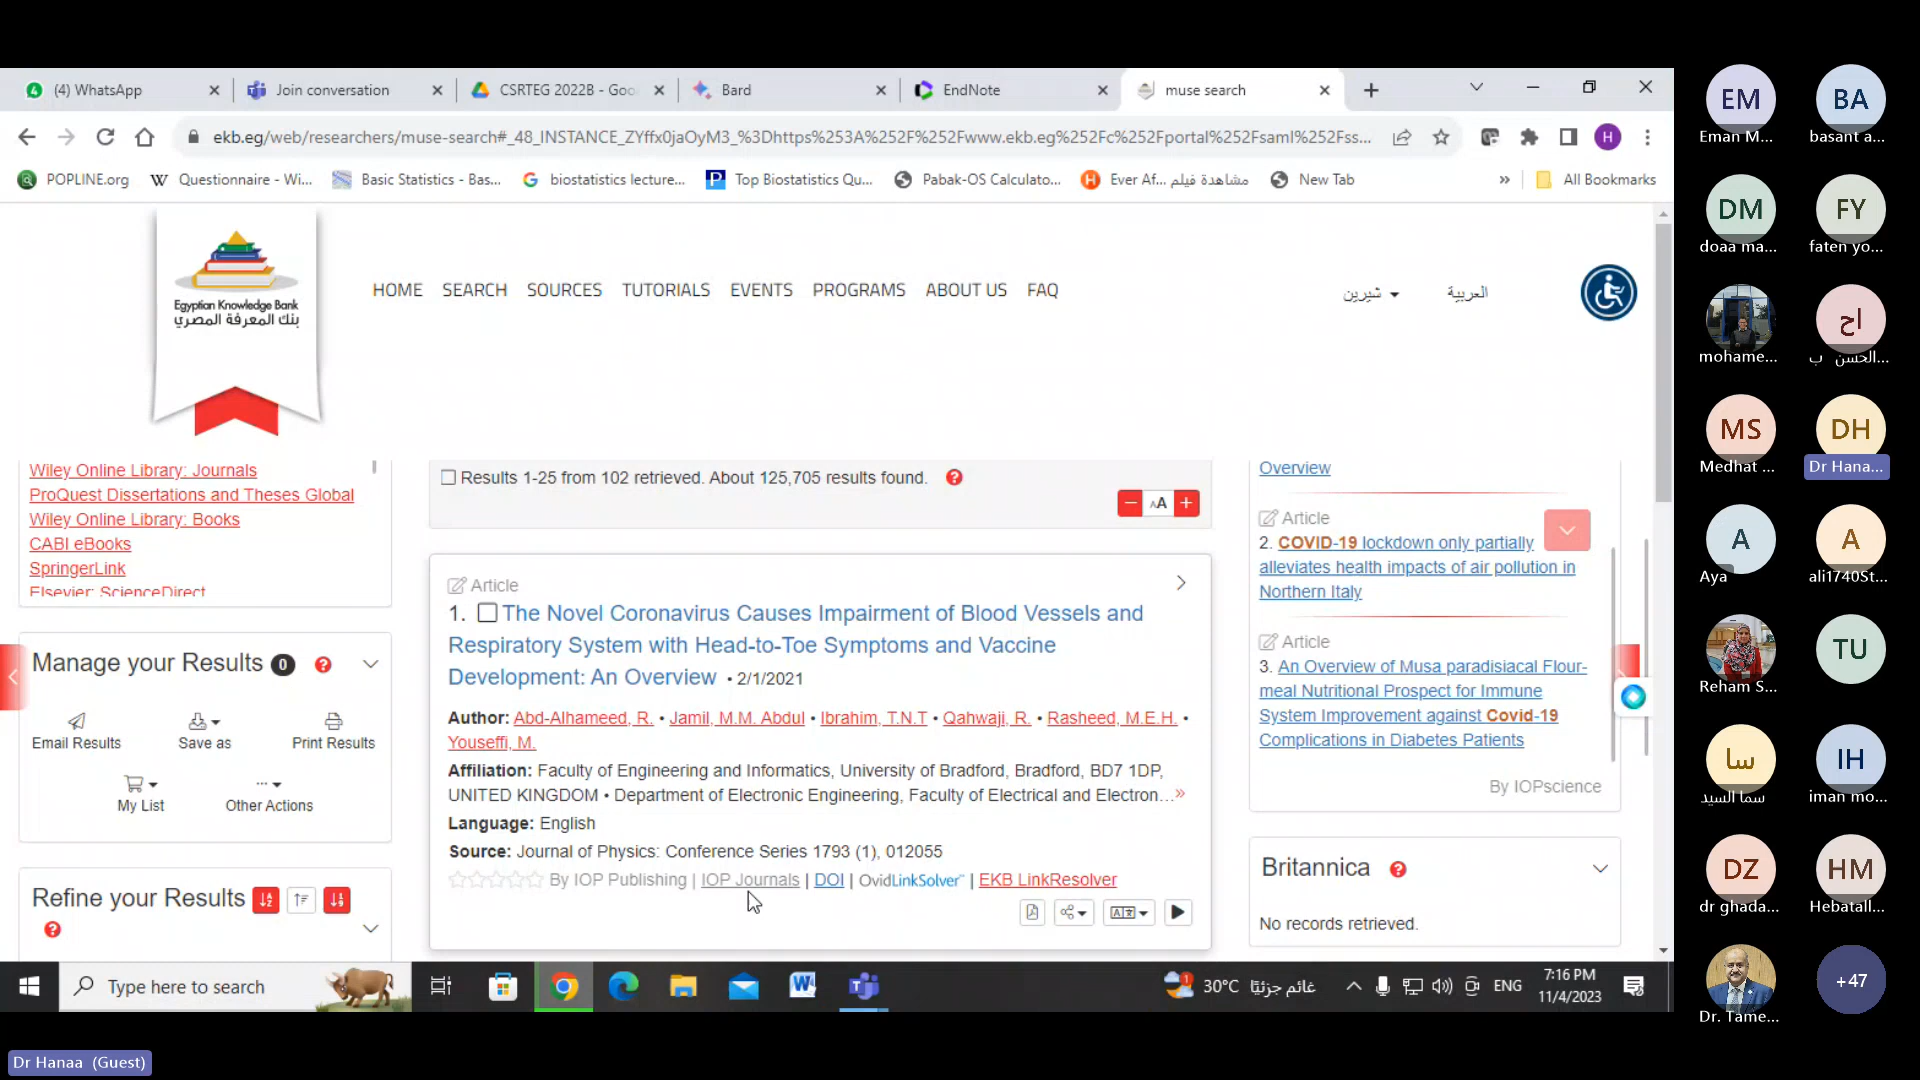 (4) WhatsApp
Join conversation
CSRTEG 2022B - Goo
Bard
EndNote
muse search
ekb.eg/web/researchers/muse-search#_48_INSTANCE_ZYffx0jaOyM3_%3Dhttps%253A%252F%252Fwww.ekb.eg%252Fc%252Fportal%252Fsaml%252Fss...
H
POPLINE.org
Questionnaire - Wi...
Basic Statistics - Bas...
biostatistics lecture...
Top Biostatistics Qu...
Pabak-OS Calculato...
Ever Af... مشاهدة فيلم
New Tab
»
All Bookmarks
Egyptian Knowledge Bank
بنك المعرفة المصري
HOME SEARCH SOURCES TUTORIALS EVENTS PROGRAMS ABOUT US FAQ
شيرين
العربية
Wiley Online Library: Journals
ProQuest Dissertations and Theses Global
Wiley Online Library: Books
CABI eBooks
SpringerLink
Elsevier: ScienceDirect
Manage your Results 0 ?
Email Results
Save as
Print Results
My List
Other Actions
Refine your Results
?
Results 1-25 from 102 retrieved. About 125,705 results found. ?
− AA +
Article
1. The Novel Coronavirus Causes Impairment of Blood Vessels and
Respiratory System with Head-to-Toe Symptoms and Vaccine
Development: An Overview • 2/1/2021
Author: Abd-Alhameed, R. • Jamil, M.M. Abdul • Ibrahim, T.N.T • Qahwaji, R. • Rasheed, M.E.H. •
Youseffi, M.
Affiliation: Faculty of Engineering and Informatics, University of Bradford, Bradford, BD7 1DP,
UNITED KINGDOM • Department of Electronic Engineering, Faculty of Electrical and Electron... »
Language: English
Source: Journal of Physics: Conference Series 1793 (1), 012055
By IOP Publishing | IOP Journals | DOI | OvidLinkSolver™ | EKB LinkResolver
Overview
Article
2. COVID-19 lockdown only partially
alleviates health impacts of air pollution in
Northern Italy
Article
3. An Overview of Musa paradisiacal Flour-
meal Nutritional Prospect for Immune
System Improvement against Covid-19
Complications in Diabetes Patients
By IOPscience
Britannica ?
No records retrieved.
Type here to search
30°C غائم جزئيًا
ENG
7:16 PM
11/4/2023
EM
Eman M...
BA
basant a...
DM
doaa ma...
FY
faten yo...
mohame...
اح
الحسن ب...
MS
Medhat ...
DH
Dr Hana...
A
Aya
A
ali1740St...
Reham S...
TU
سا
سما السيد
IH
iman mo...
DZ
dr ghada...
HM
Hebatall...
Dr. Tame...
+47
Dr Hanaa (Guest)